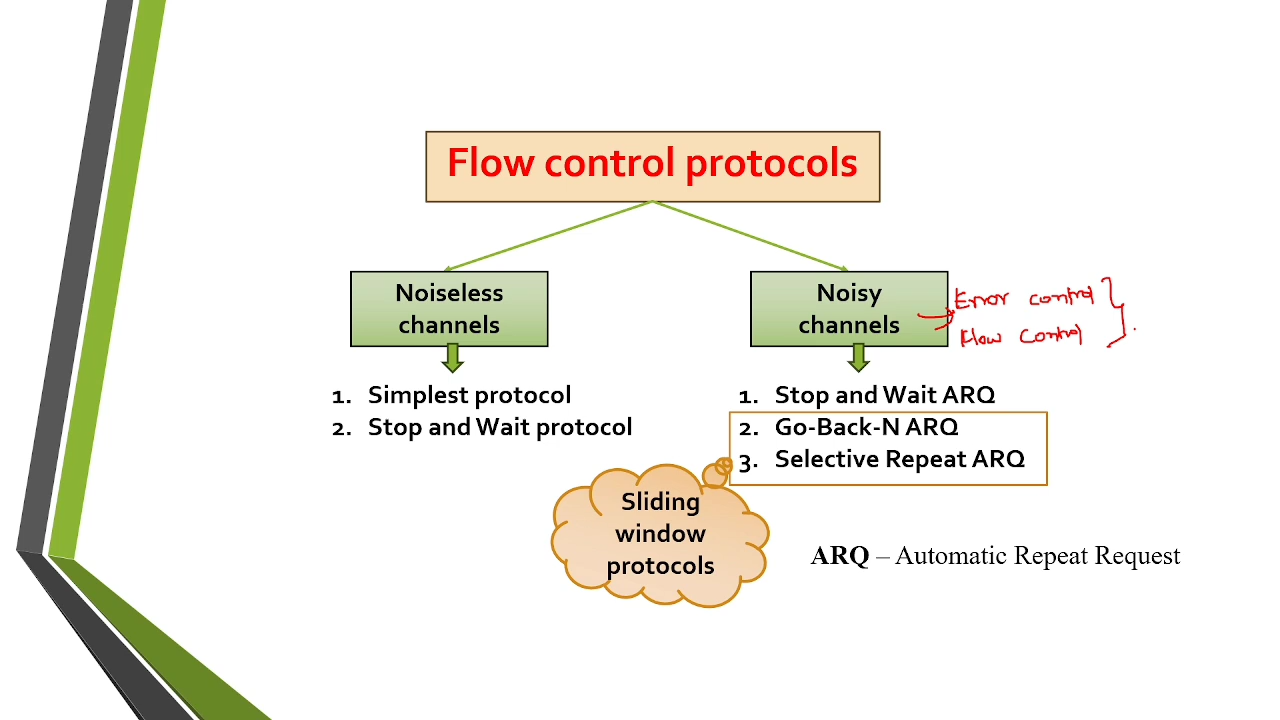 Flow control protocols
Noiseless
channels
1. Simplest protocol
2. Stop and Wait protocol
Noisy
channels
Error control
Flow control
1. Stop and Wait ARQ
2. Go-Back-N ARQ
3. Selective Repeat ARQ
Sliding
window
protocols
ARQ – Automatic Repeat Request